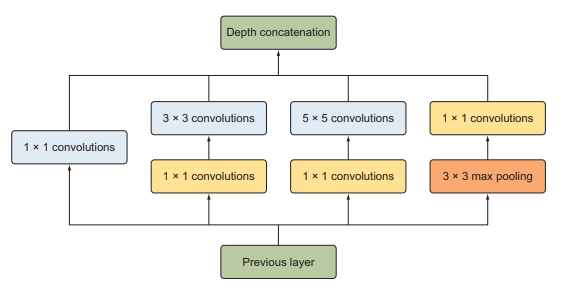 Depth concatenation
3 × 3 convolutions
5 × 5 convolutions
1 × 1 convolutions
1 × 1 convolutions
1 × 1 convolutions
1 × 1 convolutions
3 × 3 max pooling
Previous layer